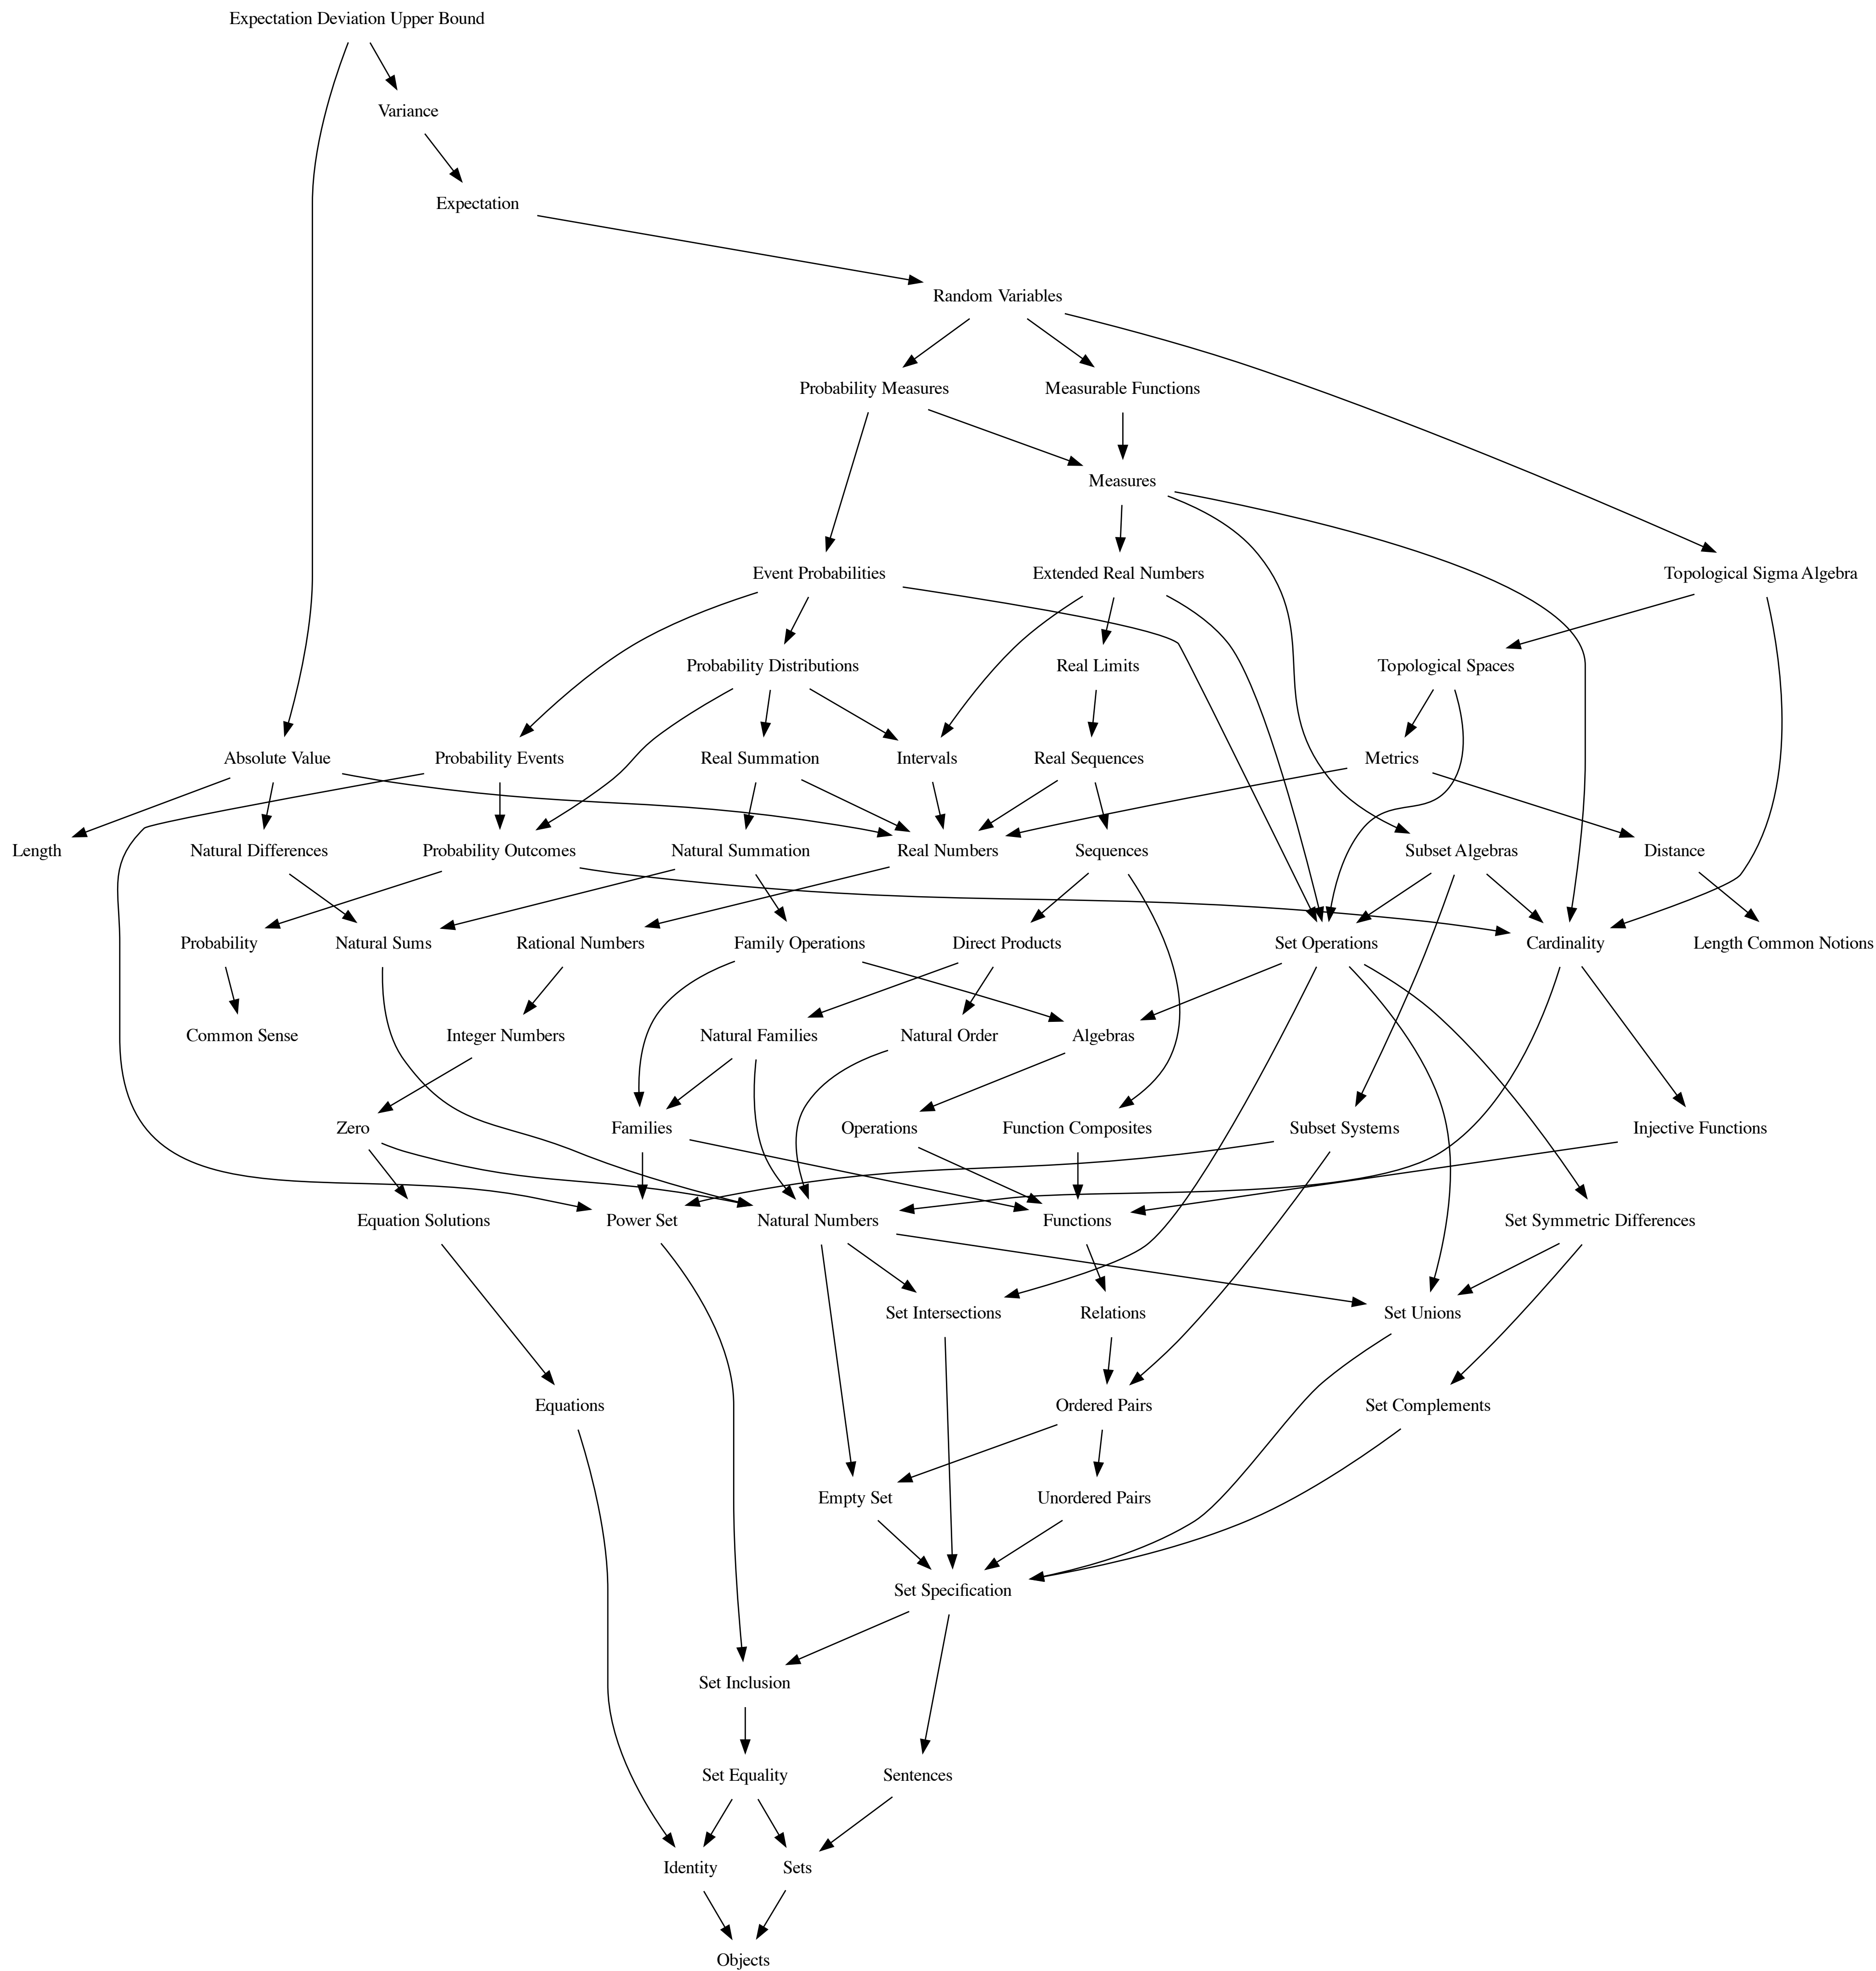 Expectation Deviation Upper Bound
Variance
Expectation
Random Variables
Probability Measures
Measurable Functions
Measures
Event Probabilities
Extended Real Numbers
Topological Sigma Algebra
Probability Distributions
Real Limits
Topological Spaces
Absolute Value
Probability Events
Real Summation
Intervals
Real Sequences
Metrics
Length
Natural Differences
Probability Outcomes
Natural Summation
Real Numbers
Sequences
Subset Algebras
Distance
Probability
Natural Sums
Rational Numbers
Family Operations
Direct Products
Set Operations
Cardinality
Length Common Notions
Common Sense
Integer Numbers
Natural Families
Natural Order
Algebras
Zero
Families
Operations
Function Composites
Subset Systems
Injective Functions
Equation Solutions
Power Set
Natural Numbers
Functions
Set Symmetric Differences
Set Intersections
Relations
Set Unions
Equations
Ordered Pairs
Set Complements
Empty Set
Unordered Pairs
Set Specification
Set Inclusion
Set Equality
Sentences
Identity
Sets
Objects